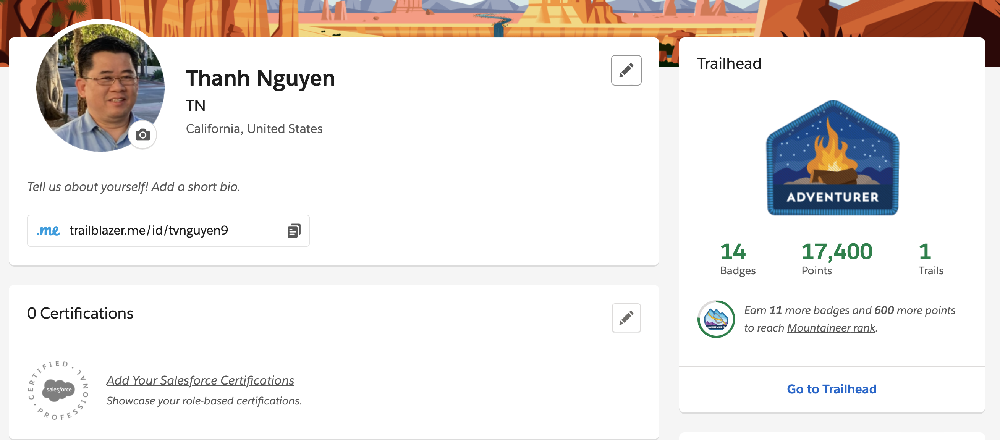 Thanh Nguyen
TN
California, United States
Tell us about yourself! Add a short bio.
.me trailblazer.me/id/tvnguyen9
0 Certifications
CERTIFIED · PROFESSIONAL ·
salesforce
Add Your Salesforce Certifications
Showcase your role-based certifications.
Trailhead
ADVENTURER
14 17,400 1
Badges Points Trails
MOUNTAINEER
Earn 11 more badges and 600 more points
to reach Mountaineer rank.
Go to Trailhead